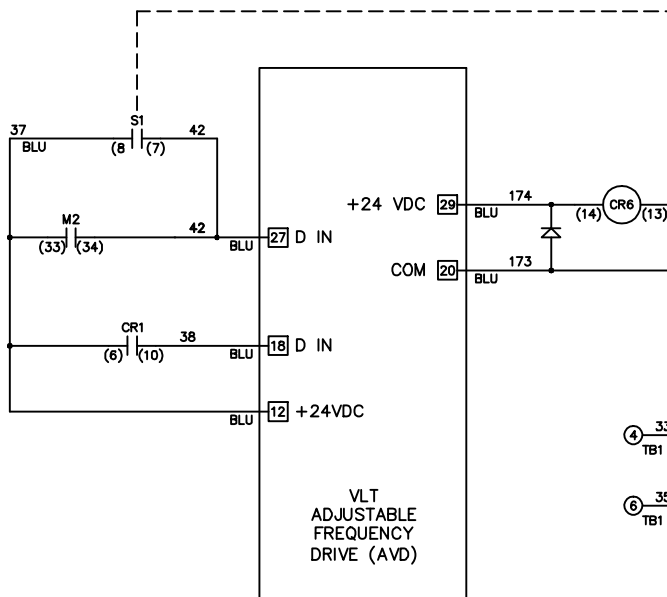 S1
37
42
BLU
(8
(7)
+24 VDC
29
174
BLU
(14)
CR6
(13)
M2
42
(33)
(34)
BLU
27
D IN
COM
20
173
BLU
CR1
38
(6)
(10)
BLU
18
D IN
BLU
12
+24VDC
4
33
TB1
6
35
TB1
VLT
ADJUSTABLE
FREQUENCY
DRIVE (AVD)